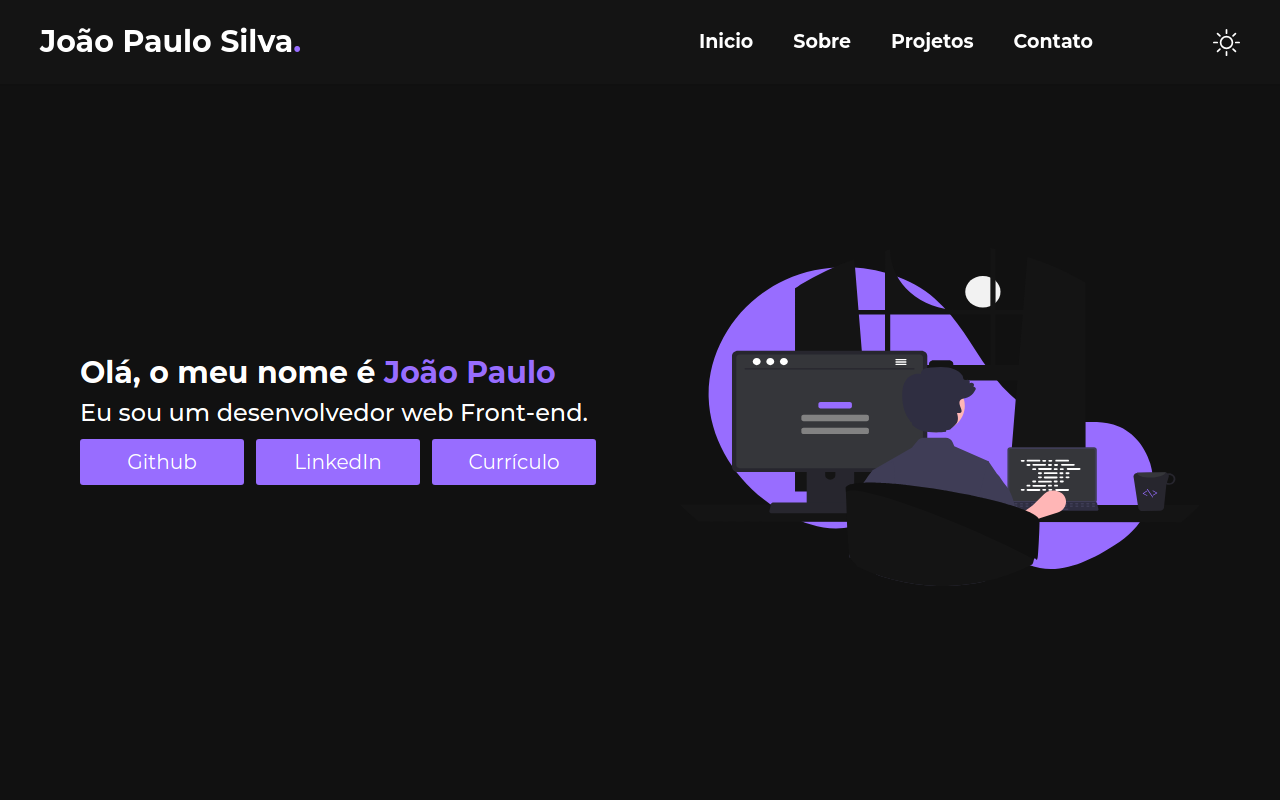 João Paulo Silva.
Inicio Sobre Projetos Contato
Olá, o meu nome é João Paulo
Eu sou um desenvolvedor web Front-end.
Github LinkedIn Currículo